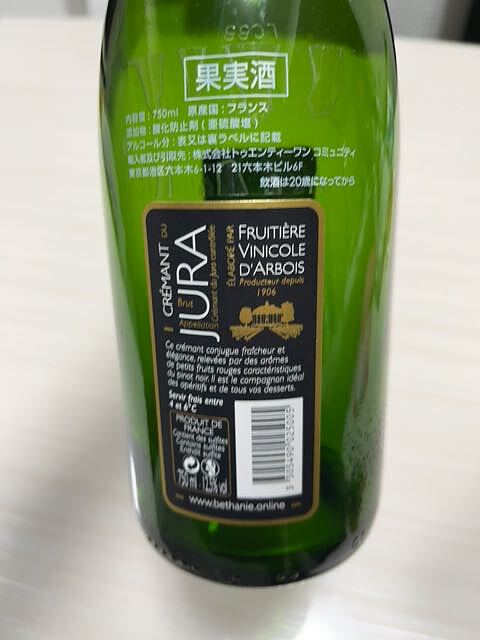 果実酒
内容量：750ml 原産国：フランス
添加物：酸化防止剤（亜硫酸塩）
アルコール分：表又は裏ラベルに記載
輸入者及び引取先：株式会社トゥエンティーワン コミュニティ
東京都港区六本木6-1-12 21六本木ビル6F
飲酒は20歳になってから
CRÉMANT DU
JURA
Brut
Appellation Crémant du Jura contrôlée
ÉLABORÉ PAR
FRUITIÈRE
VINICOLE
D'ARBOIS
Producteur depuis
1906
Ce crémant conjugue fraîcheur et
élégance, relevées par des arômes
de petits fruits rouges caractéristiques
du pinot noir. Il est le compagnon idéal
des apéritifs et de tous vos desserts.
Servir frais entre
4 et 6°C
PRODUIT DE
FRANCE
Contient des sulfites
Contains sulfites
Enthält sulfite
750 ml
www.bethanie.online